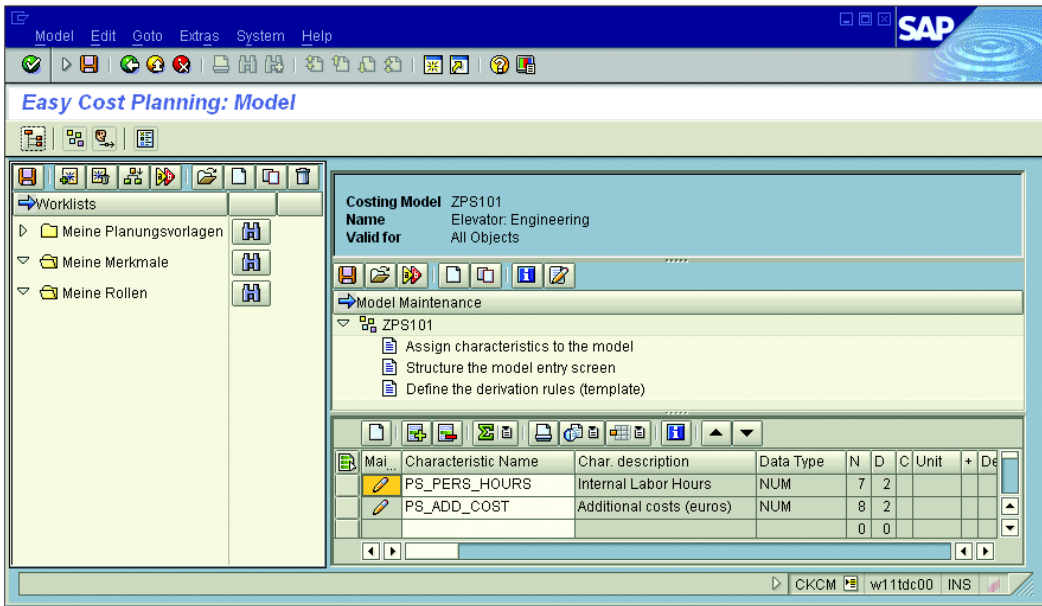 Model Edit Goto Extras System Help
SAP
Easy Cost Planning: Model
Worklists
Meine Planungsvorlagen
Meine Merkmale
Meine Rollen
Costing Model ZPS101
Name Elevator: Engineering
Valid for All Objects
Model Maintenance
ZPS101
Assign characteristics to the model
Structure the model entry screen
Define the derivation rules (template)
Mai... Characteristic Name Char. description Data Type N D C Unit + De
PS_PERS_HOURS Internal Labor Hours NUM 7 2
PS_ADD_COST Additional costs (euros) NUM 8 2
0 0
CKCM w11tdc00 INS